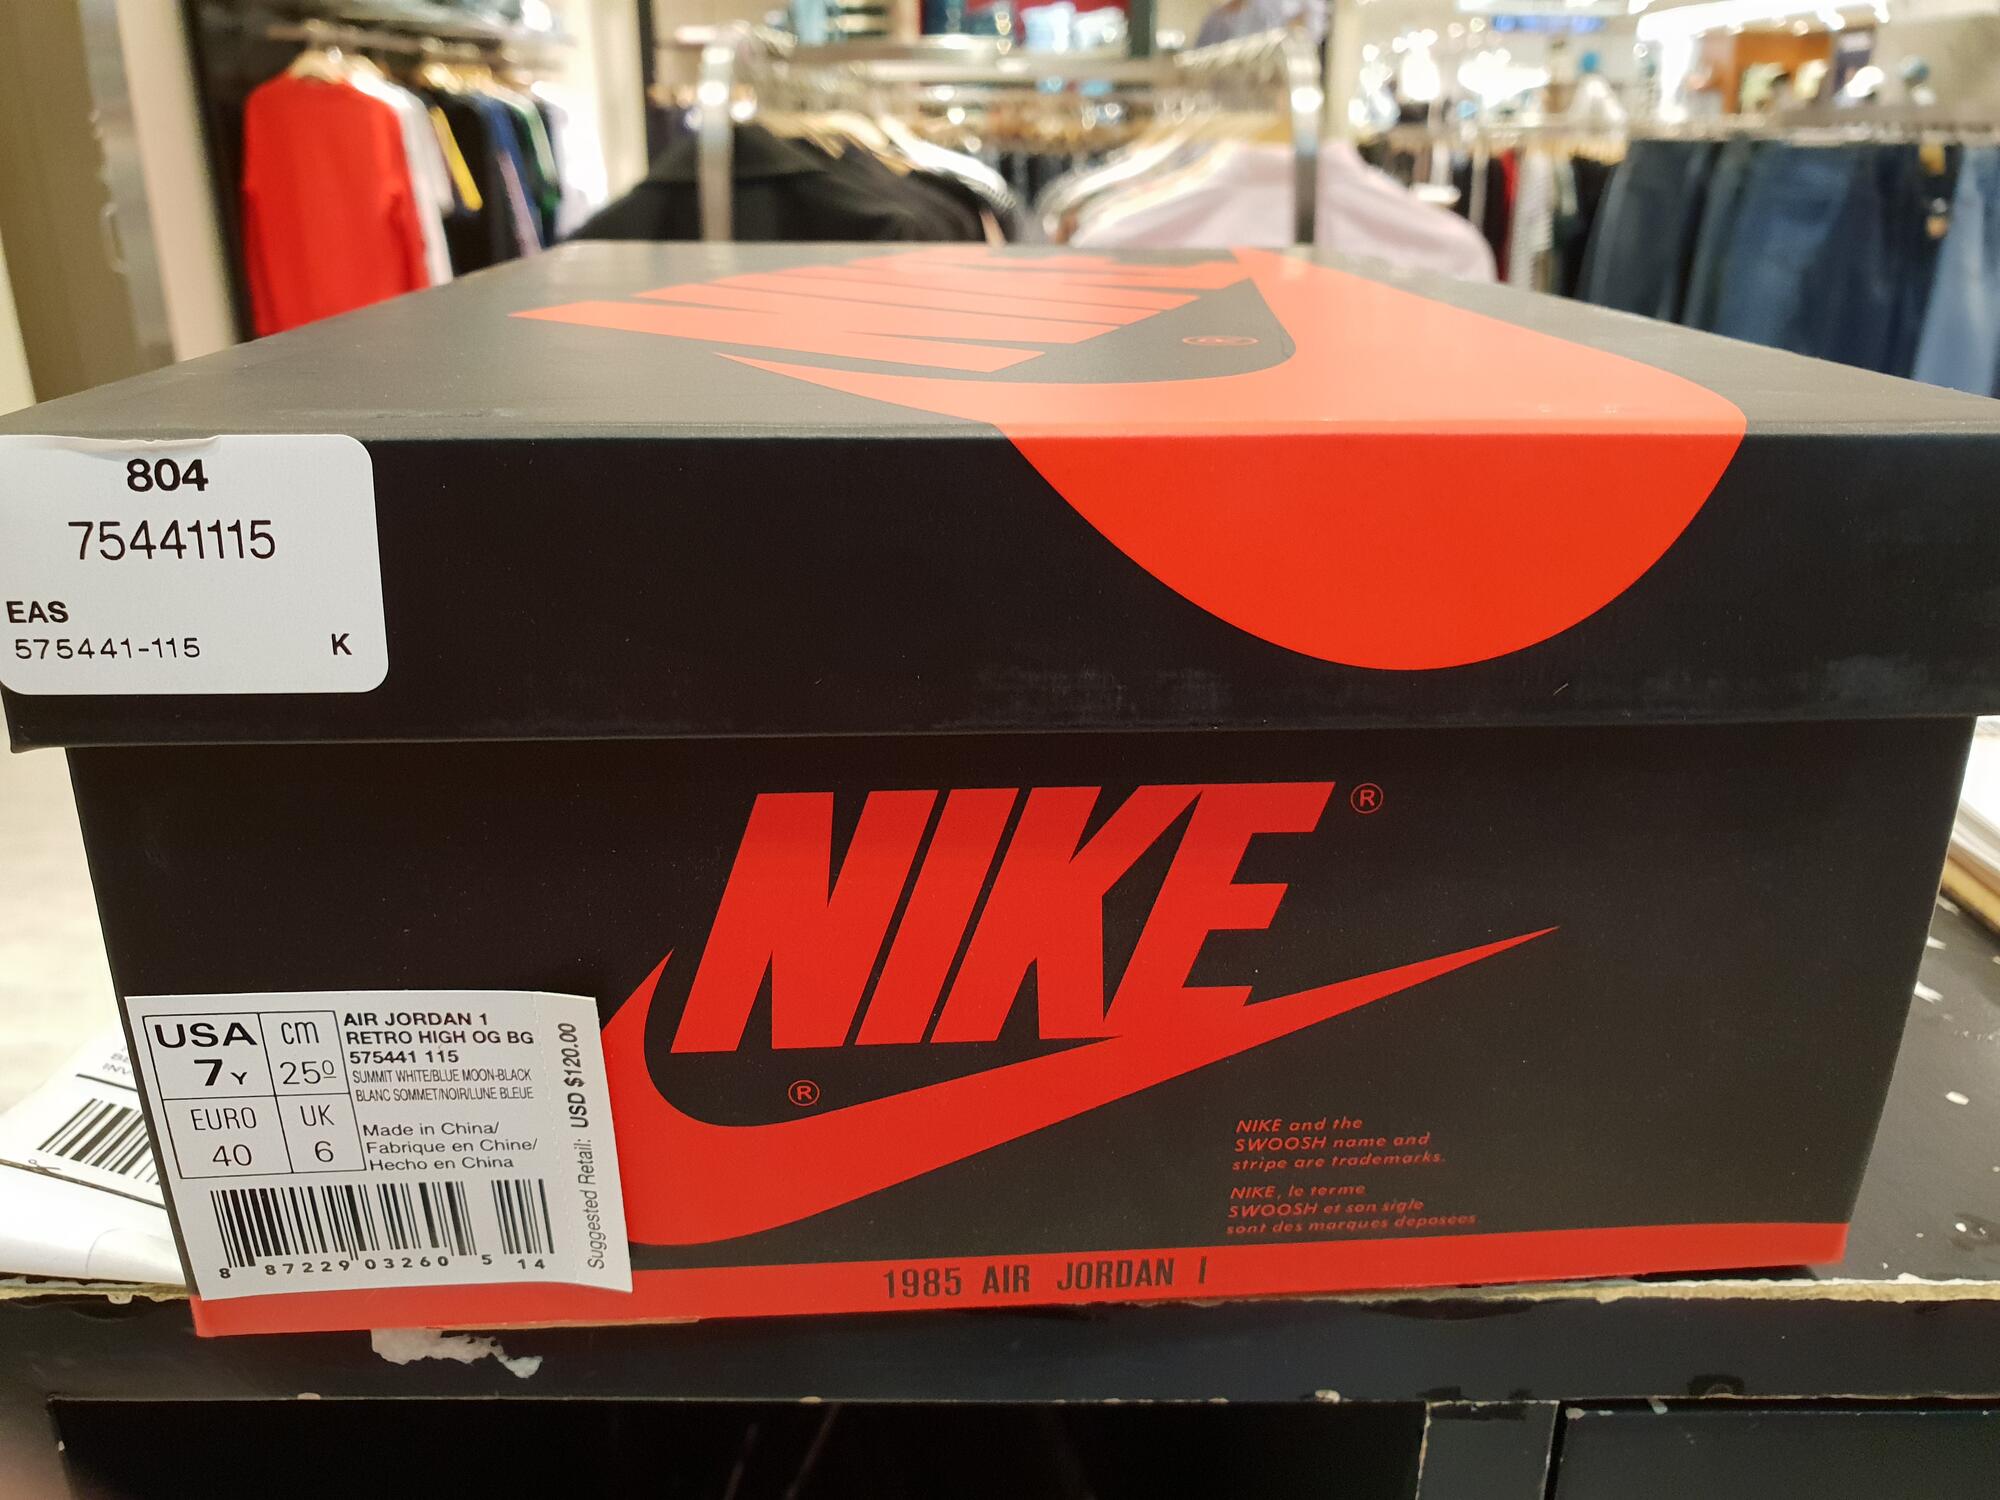 NIKE
®
804
75441115
EAS
575441-115 K
NIKE ®
®
USA
7Y
cm
25º
EURO
40
UK
6
AIR JORDAN 1
RETRO HIGH OG BG
575441 115
SUMMIT WHITE/BLUE MOON-BLACK
BLANC SOMMET/NOIR/LUNE BLEUE
Made in China/
Fabrique en Chine/
Hecho en China
8 87229 03260 5 14
Suggested Retail: USD $120.00
NIKE and the
SWOOSH name and
stripe are trademarks.
NIKE, le terme
SWOOSH et son sigle
sont des marques deposees
1985 AIR JORDAN I